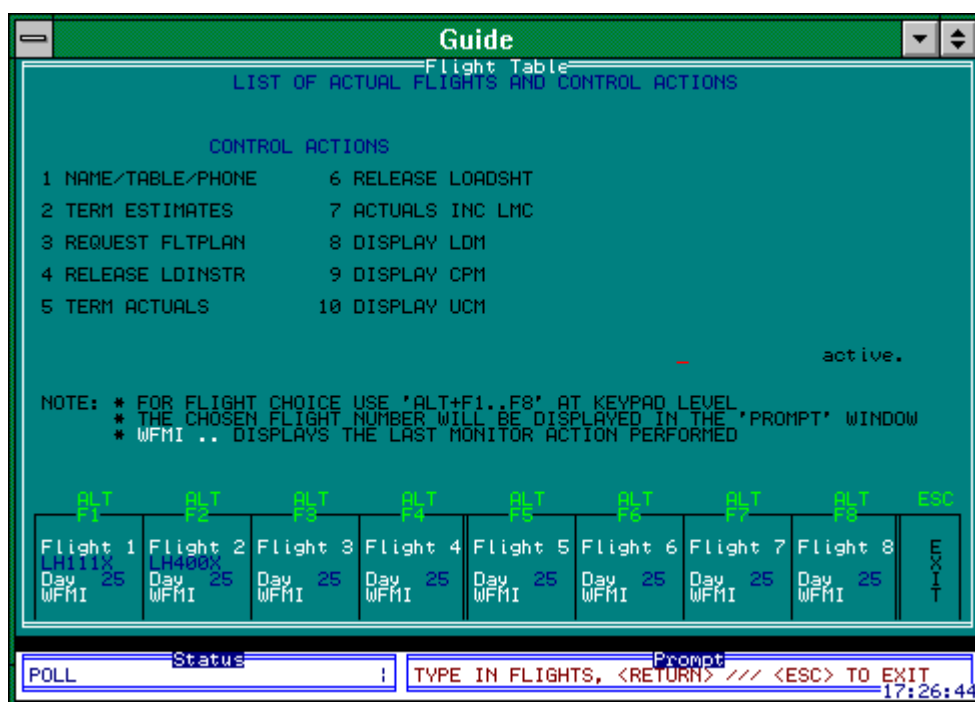 Guide
Flight Table
LIST OF ACTUAL FLIGHTS AND CONTROL ACTIONS
CONTROL ACTIONS
1 NAME/TABLE/PHONE 6 RELEASE LOADSHT
2 TERM ESTIMATES 7 ACTUALS INC LMC
3 REQUEST FLTPLAN 8 DISPLAY LDM
4 RELEASE LDINSTR 9 DISPLAY CPM
5 TERM ACTUALS 10 DISPLAY UCM
_ active.
NOTE: * FOR FLIGHT CHOICE USE 'ALT+F1..F8' AT KEYPAD LEVEL
* THE CHOSEN FLIGHT NUMBER WILL BE DISPLAYED IN THE 'PROMPT' WINDOW
* WFMI .. DISPLAYS THE LAST MONITOR ACTION PERFORMED
ALT ALT ALT ALT ALT ALT ALT ALT ESC
F1 F2 F3 F4 F5 F6 F7 F8
Flight 1 Flight 2 Flight 3 Flight 4 Flight 5 Flight 6 Flight 7 Flight 8 EXIT
LH111X LH400X
Day 25 Day 25 Day 25 Day 25 Day 25 Day 25 Day 25 Day 25
WFMI WFMI WFMI WFMI WFMI WFMI WFMI WFMI
Status Prompt
POLL ¦ TYPE IN FLIGHTS, <RETURN> /// <ESC> TO EXIT
17:26:44